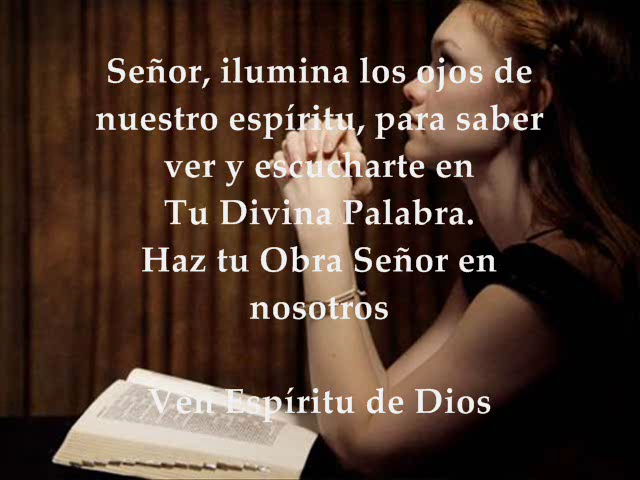 Señor, ilumina los ojos de
nuestro espíritu, para saber
ver y escucharte en
Tu Divina Palabra.
Haz tu Obra Señor en
nosotros
Ven Espíritu de Dios